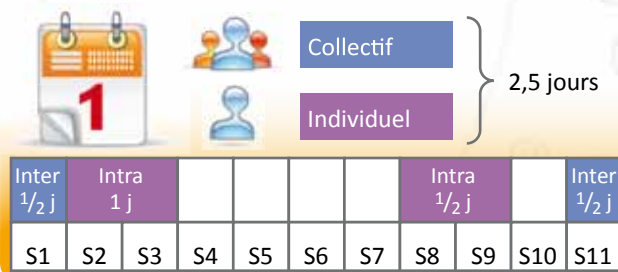 1
Collectif
Individuel
2,5 jours
Inter Intra Intra Inter
1/2 j 1 j 1/2 j 1/2 j
S1 S2 S3 S4 S5 S6 S7 S8 S9 S10 S11